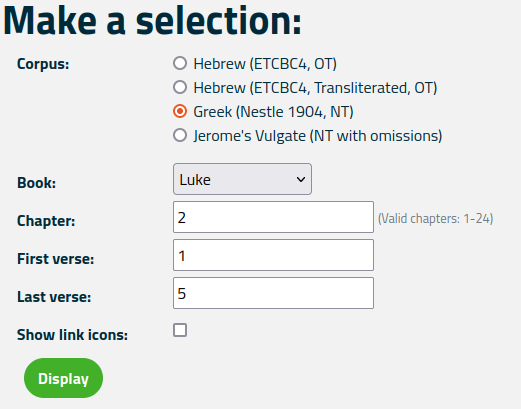 Make a selection:
Corpus:
Hebrew (ETCBC4, OT)
Hebrew (ETCBC4, Transliterated, OT)
Greek (Nestle 1904, NT)
Jerome's Vulgate (NT with omissions)
Book: Luke
Chapter: 2 (Valid chapters: 1-24)
First verse: 1
Last verse: 5
Show link icons:
Display